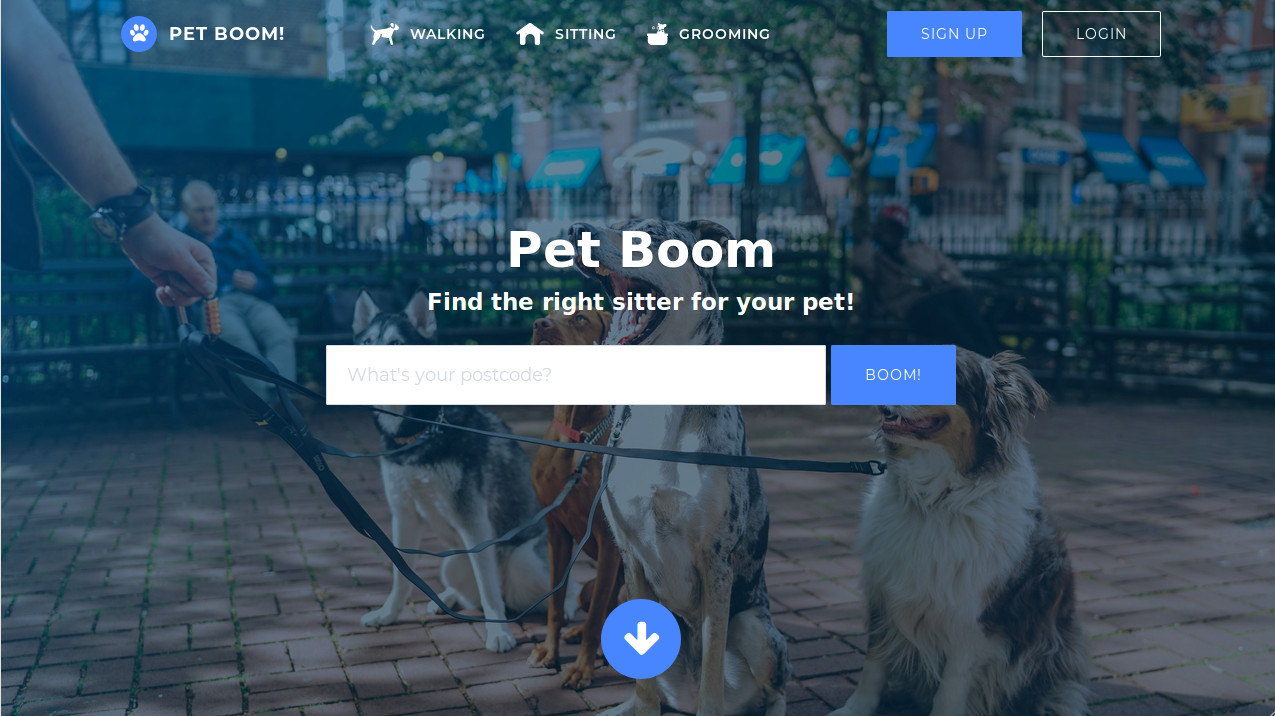 PET BOOM!
WALKING
SITTING
GROOMING
SIGN UP
LOGIN
Pet Boom
Find the right sitter for your pet!
What's your postcode?
BOOM!